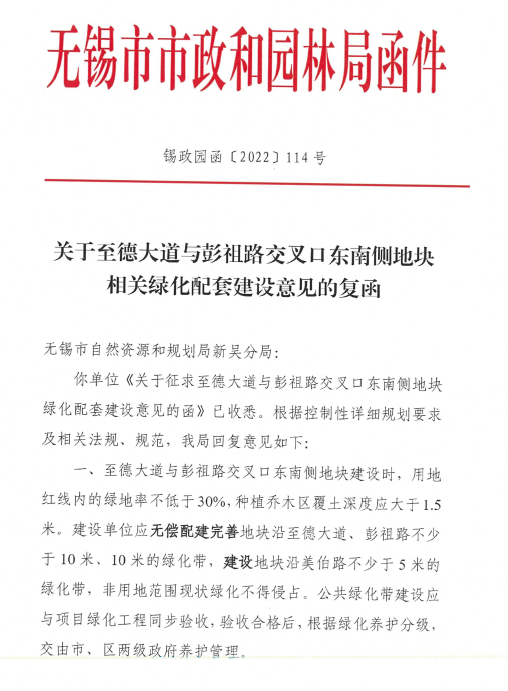 无锡市市政和园林局函件
锡政园函〔2022〕114号
关于至德大道与彭祖路交叉口东南侧地块
相关绿化配套建设意见的复函
无锡市自然资源和规划局新吴分局：
你单位《关于征求至德大道与彭祖路交叉口东南侧地块
绿化配套建设意见的函》已收悉。根据控制性详细规划要求
及相关法规、规范，我局回复意见如下：
一、至德大道与彭祖路交叉口东南侧地块建设时，用地
红线内的绿地率不低于30%，种植乔木区覆土深度应大于1.5
米。建设单位应无偿配建完善地块沿至德大道、彭祖路不少
于10米、10米的绿化带，建设地块沿美伯路不少于5米的
绿化带，非用地范围现状绿化不得侵占。公共绿化带建设应
与项目绿化工程同步验收，验收合格后，根据绿化养护分级，
交由市、区两级政府养护管理。